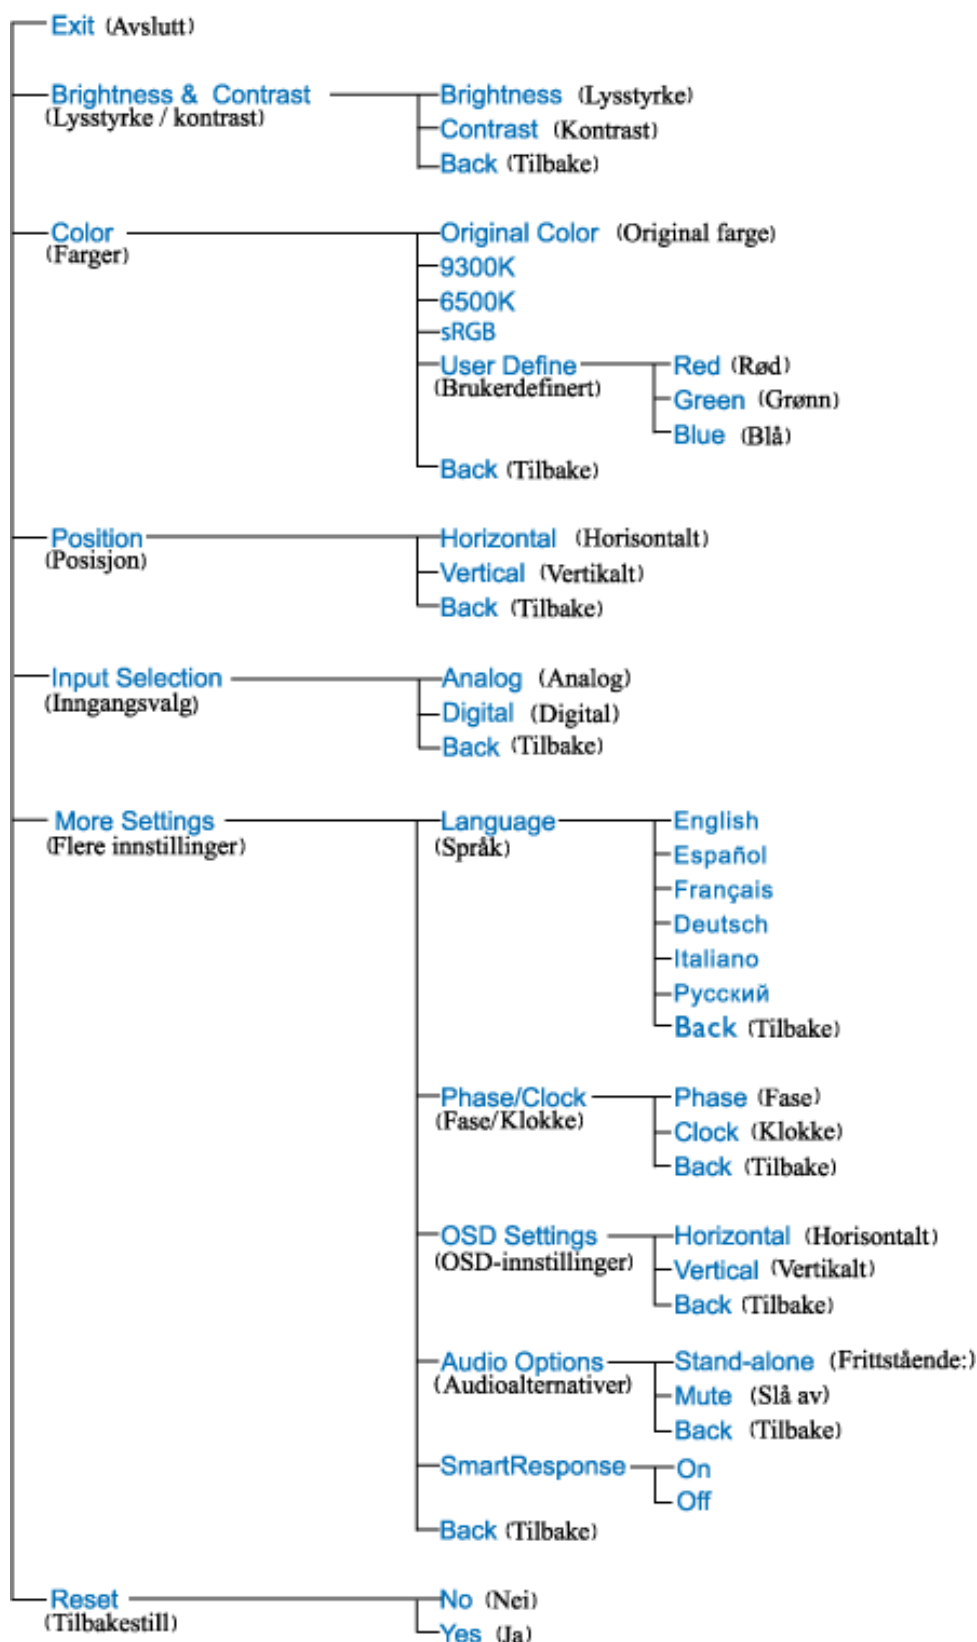 Exit (Avslutt)
Brightness & Contrast
(Lysstyrke / kontrast)
Brightness (Lysstyrke)
Contrast (Kontrast)
Back (Tilbake)
Color
(Farger)
Original Color (Original farge)
9300K
6500K
sRGB
User Define
(Brukerdefinert)
Red (Rød)
Green (Grønn)
Blue (Blå)
Back (Tilbake)
Position
(Posisjon)
Horizontal (Horisontalt)
Vertical (Vertikalt)
Back (Tilbake)
Input Selection
(Inngangsvalg)
Analog (Analog)
Digital (Digital)
Back (Tilbake)
More Settings
(Flere innstillinger)
Language
(Språk)
English
Español
Français
Deutsch
Italiano
Русский
Back (Tilbake)
Phase/Clock
(Fase/Klokke)
Phase (Fase)
Clock (Klokke)
Back (Tilbake)
OSD Settings
(OSD-innstillinger)
Horizontal (Horisontalt)
Vertical (Vertikalt)
Back (Tilbake)
Audio Options
(Audioalternativer)
Stand-alone (Frittstående:)
Mute (Slå av)
Back (Tilbake)
SmartResponse
On
Off
Back (Tilbake)
Reset
(Tilbakestill)
No (Nei)
Yes (Ja)